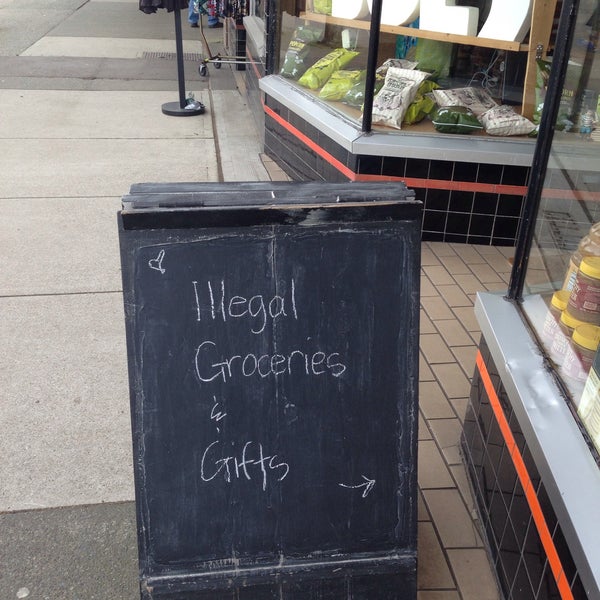 Illegal
Groceries
&
Gifts